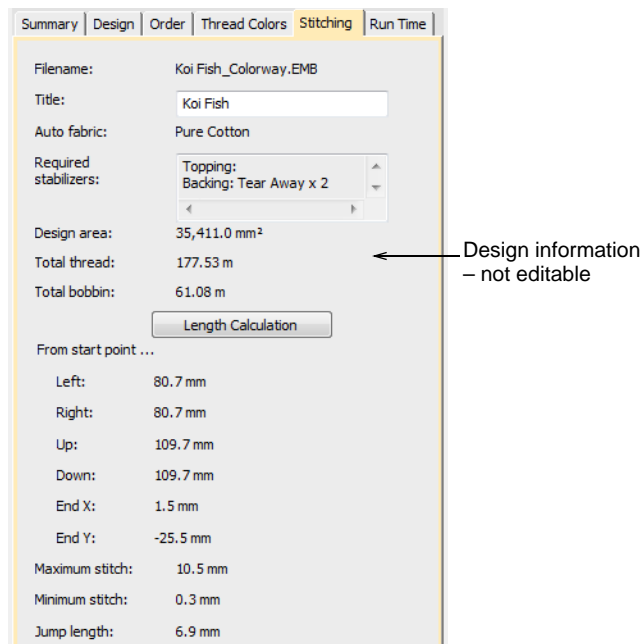 Summary Design Order Thread Colors Stitching Run Time
Filename: Koi Fish_Colorway.EMB
Title: Koi Fish
Auto fabric: Pure Cotton
Required stabilizers: Topping:
Backing: Tear Away x 2
Design area: 35,411.0 mm²
Total thread: 177.53 m
Total bobbin: 61.08 m
Length Calculation
From start point ...
Left: 80.7 mm
Right: 80.7 mm
Up: 109.7 mm
Down: 109.7 mm
End X: 1.5 mm
End Y: -25.5 mm
Maximum stitch: 10.5 mm
Minimum stitch: 0.3 mm
Jump length: 6.9 mm
Design information
– not editable